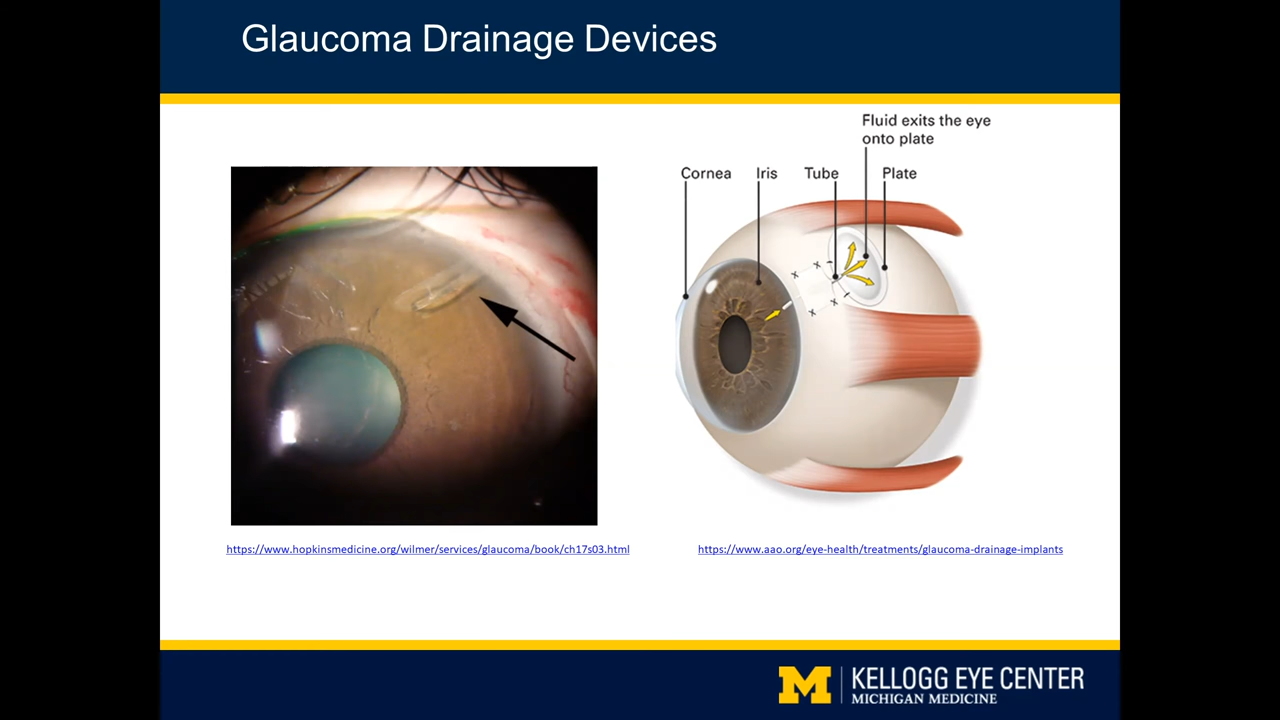 Glaucoma Drainage Devices
Fluid exits the eye
onto plate
Cornea Iris Tube Plate
https://www.hopkinsmedicine.org/wilmer/services/glaucoma/book/ch17s03.html
https://www.aao.org/eye-health/treatments/glaucoma-drainage-implants
M KELLOGG EYE CENTER
MICHIGAN MEDICINE